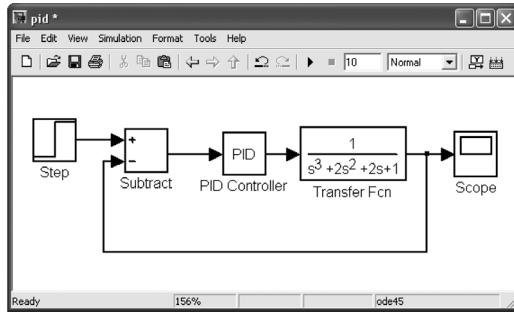 pid *
File Edit View Simulation Format Tools Help
10 Normal
Step
+
−
Subtract
PID
PID Controller
1
s³+2s²+2s+1
Transfer Fcn
Scope
Ready 156% ode45